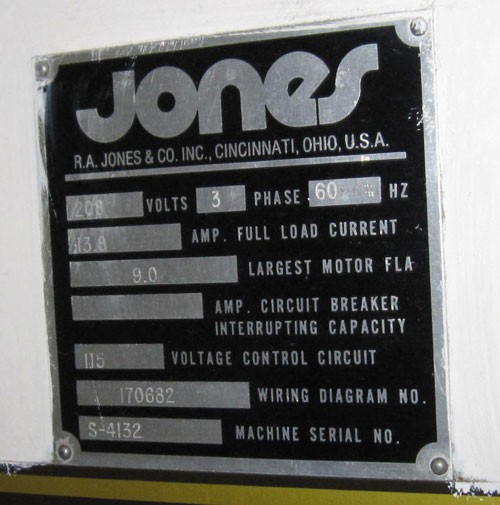 Jones
R.A. JONES & CO. INC., CINCINNATI, OHIO, U.S.A.
208 VOLTS 3 PHASE 60 HZ
13.8 AMP. FULL LOAD CURRENT
9.0 LARGEST MOTOR FLA
AMP. CIRCUIT BREAKER
INTERRUPTING CAPACITY
115 VOLTAGE CONTROL CIRCUIT
170682 WIRING DIAGRAM NO.
S-4132 MACHINE SERIAL NO.